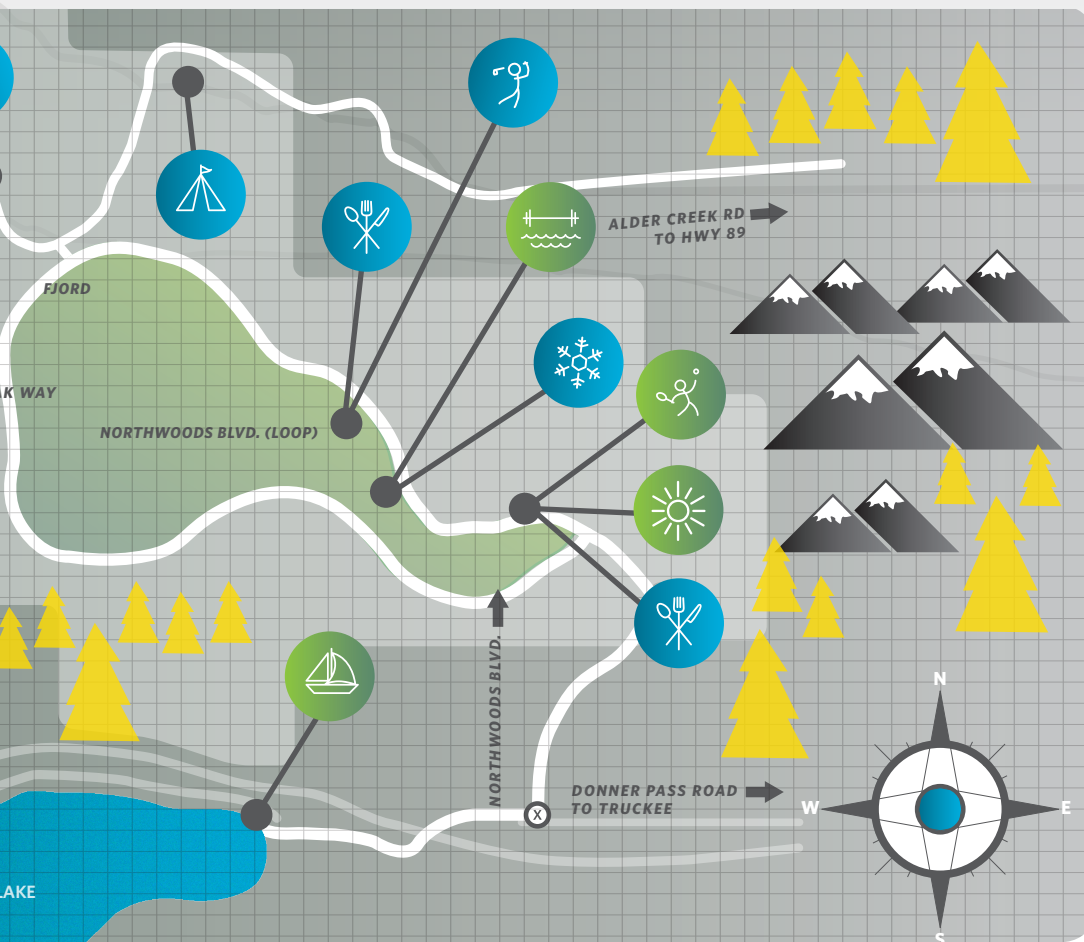 ALDER CREEK RD
TO HWY 89
FJORD
AK WAY
NORTHWOODS BLVD. (LOOP)
NORTHWOODS BLVD.
N
DONNER PASS ROAD
TO TRUCKEE
X
W
E
LAKE
S